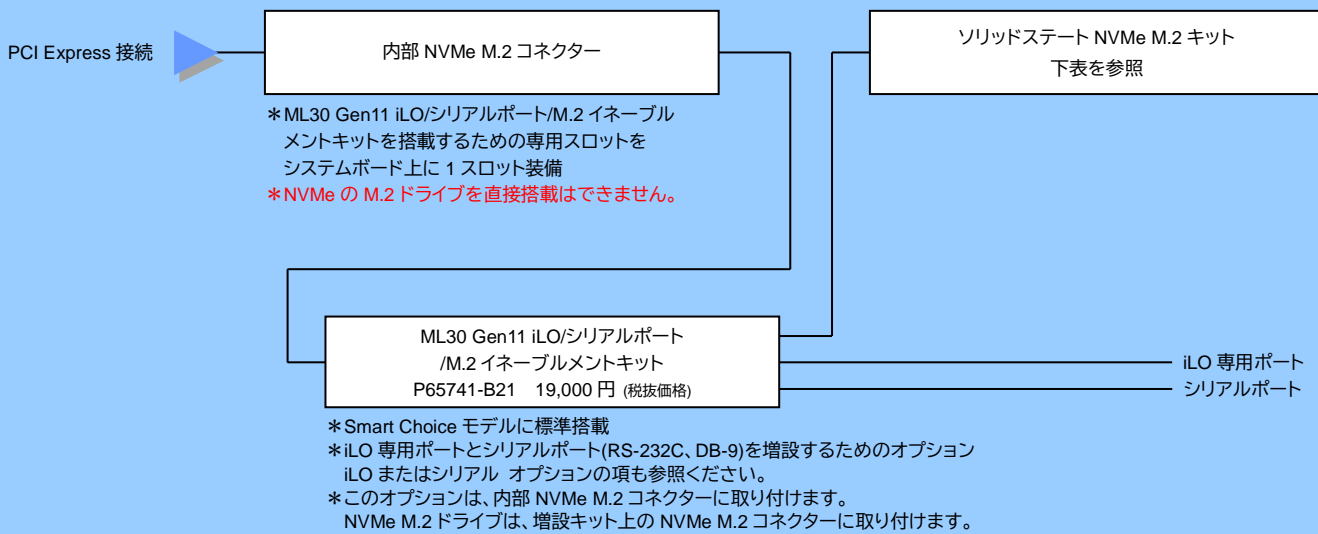 PCI Express 接続
内部 NVMe M.2 コネクター
ソリッドステート NVMe M.2 キット
下表を参照
＊ML30 Gen11 iLO/シリアルポート/M.2 イネーブル
メントキットを搭載するための専用スロットを
システムボード上に 1 スロット装備
＊NVMe の M.2 ドライブを直接搭載はできません。
ML30 Gen11 iLO/シリアルポート
/M.2 イネーブルメントキット
P65741-B21 19,000 円 (税抜価格)
iLO 専用ポート
シリアルポート
＊Smart Choice モデルに標準搭載
＊iLO 専用ポートとシリアルポート(RS-232C、DB-9)を増設するためのオプション
iLO またはシリアル オプションの項も参照ください。
＊このオプションは、内部 NVMe M.2 コネクターに取り付けます。
NVMe M.2 ドライブは、増設キット上の NVMe M.2 コネクターに取り付けます。